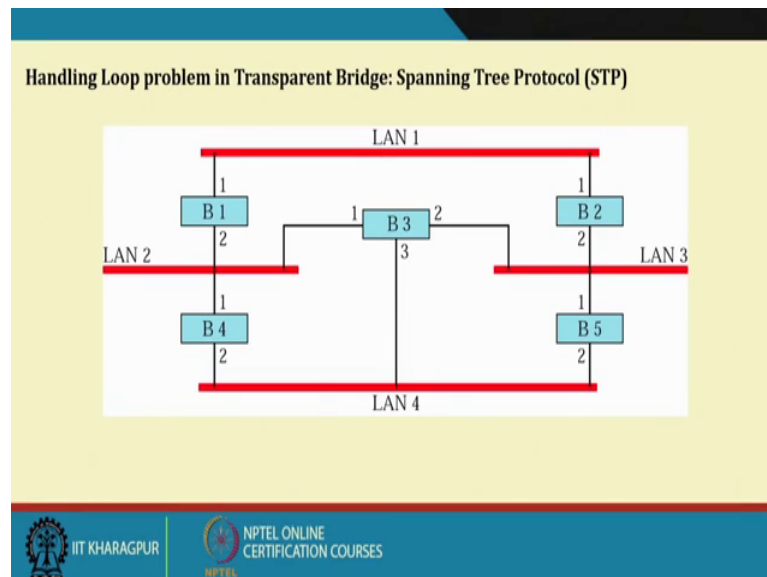 Handling Loop problem in Transparent Bridge: Spanning Tree Protocol (STP)
LAN 1
1
1
B 1
1
B 3
2
B 2
2
3
2
LAN 2
LAN 3
1
1
B 4
B 5
2
2
LAN 4
IIT KHARAGPUR
NPTEL ONLINE
CERTIFICATION COURSES
NPTEL